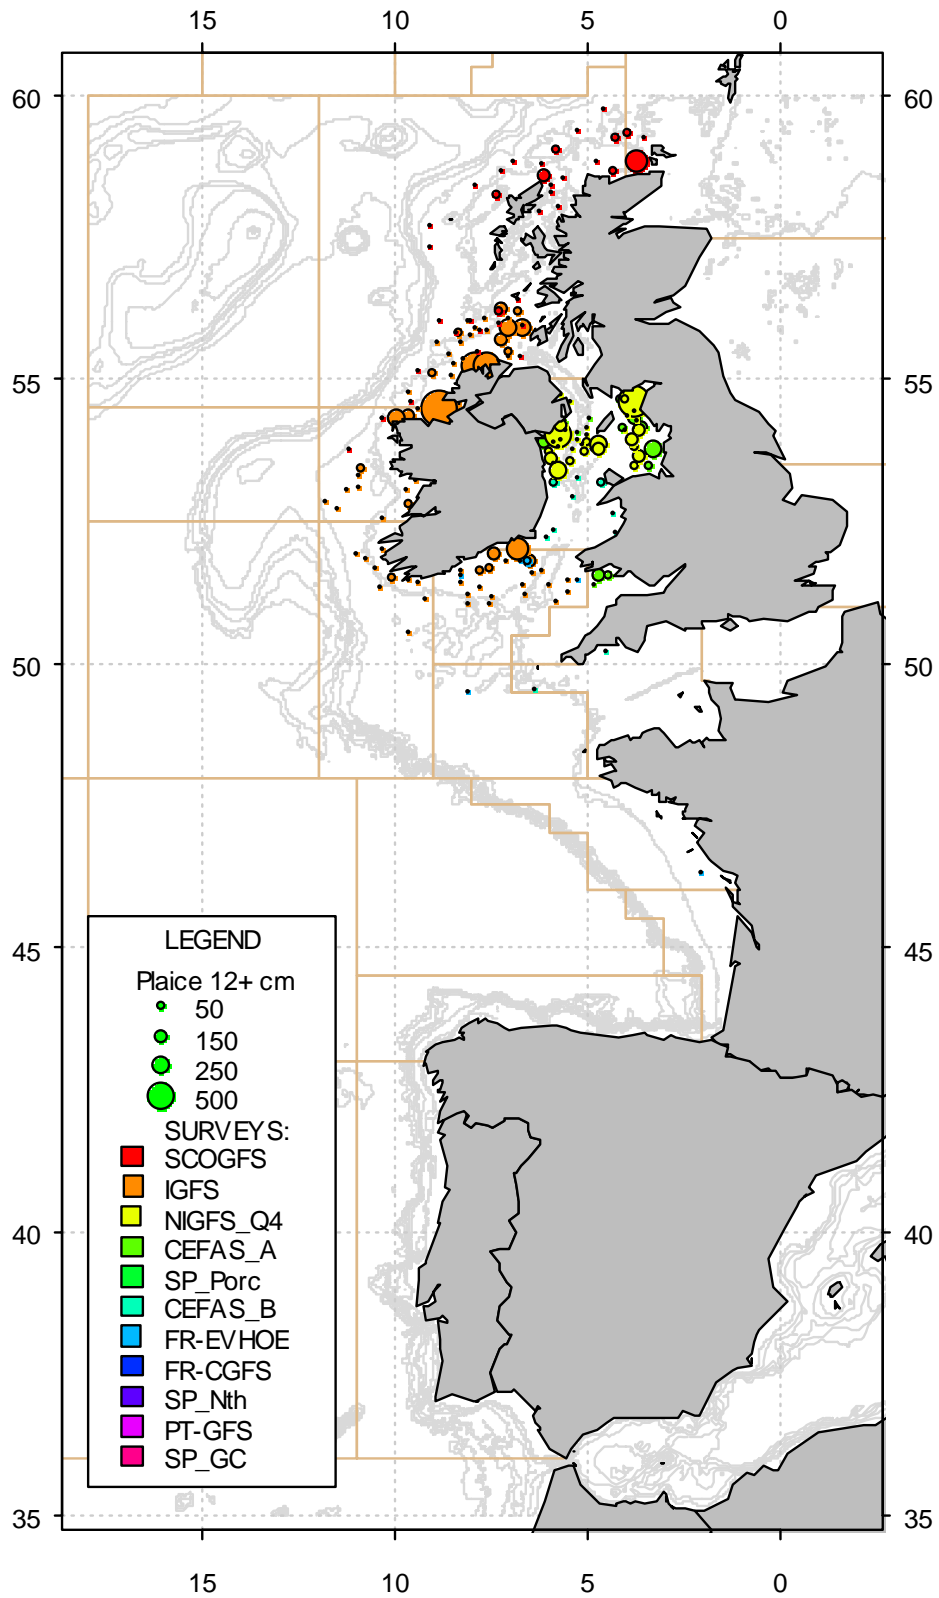 15 10 5 0
60 60
55 55
50 50
45 45
LEGEND
Plaice 12+ cm
50
150
250
500
SURVEYS:
SCOGFS
IGFS
NIGFS_Q4
CEFAS_A
SP_Porc
CEFAS_B
FR-EVHOE
FR-CGFS
SP_Nth
PT-GFS
SP_GC
40 40
35 35
15 10 5 0